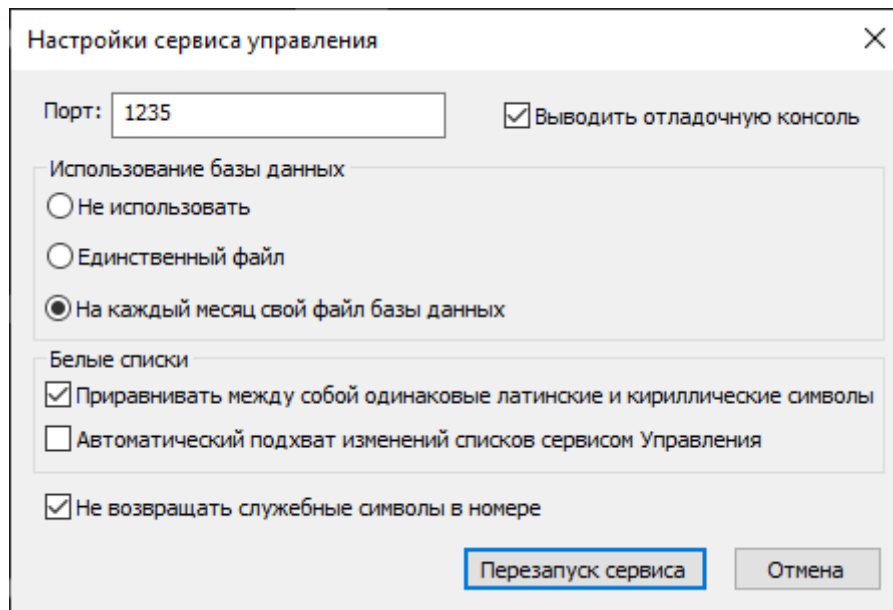 Настройки сервиса управления
Порт: 1235
Выводить отладочную консоль
Использование базы данных
Не использовать
Единственный файл
На каждый месяц свой файл базы данных
Белые списки
Приравнивать между собой одинаковые латинские и кириллические символы
Автоматический подхват изменений списков сервисом Управления
Не возвращать служебные символы в номере
Перезапуск сервиса
Отмена